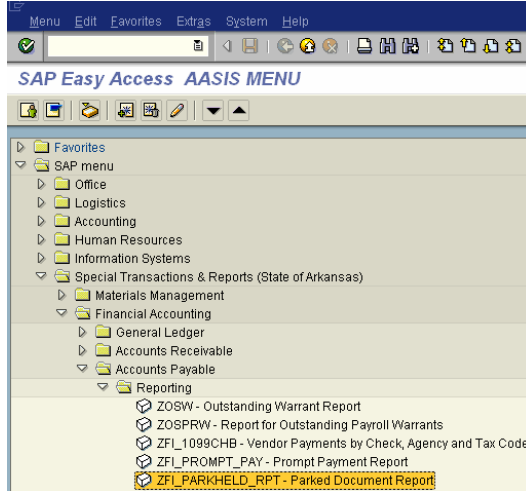 Menu Edit Favorites Extras System Help
SAP Easy Access AASIS MENU
Favorites
SAP menu
Office
Logistics
Accounting
Human Resources
Information Systems
Special Transactions & Reports (State of Arkansas)
Materials Management
Financial Accounting
General Ledger
Accounts Receivable
Accounts Payable
Reporting
ZOSW - Outstanding Warrant Report
ZOSPRW - Report for Outstanding Payroll Warrants
ZFI_1099CHB - Vendor Payments by Check, Agency and Tax Code
ZFI_PROMPT_PAY - Prompt Payment Report
ZFI_PARKHELD_RPT - Parked Document Report